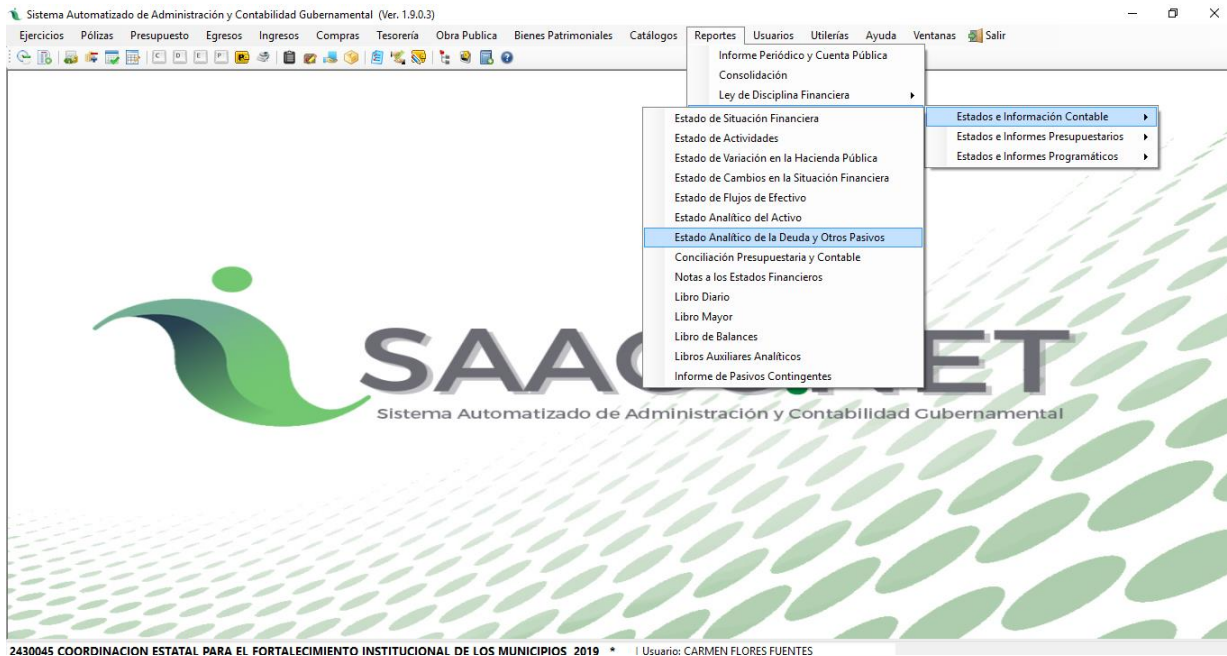 Sistema Automatizado de Administración y Contabilidad Gubernamental (Ver. 1.9.0.3)
Ejercicios Pólizas Presupuesto Egresos Ingresos Compras Tesorería Obra Publica Bienes Patrimoniales Catálogos Reportes Usuarios Utilerías Ayuda Ventanas Salir
C D E P
Informe Periódico y Cuenta Pública
Consolidación
Ley de Disciplina Financiera
Estados e Información Contable
Estados e Informes Presupuestarios
Estados e Informes Programáticos
Estado de Situación Financiera
Estado de Actividades
Estado de Variación en la Hacienda Pública
Estado de Cambios en la Situación Financiera
Estado de Flujos de Efectivo
Estado Analítico del Activo
Estado Analítico de la Deuda y Otros Pasivos
Conciliación Presupuestaria y Contable
Notas a los Estados Financieros
Libro Diario
Libro Mayor
Libro de Balances
Libros Auxiliares Analíticos
Informe de Pasivos Contingentes
Sistema Automatizado de Administración y Contabilidad Gubernamental
2430045 COORDINACION ESTATAL PARA EL FORTALECIMIENTO INSTITUCIONAL DE LOS MUNICIPIOS 2019 * | Usuario: CARMEN FLORES FUENTES